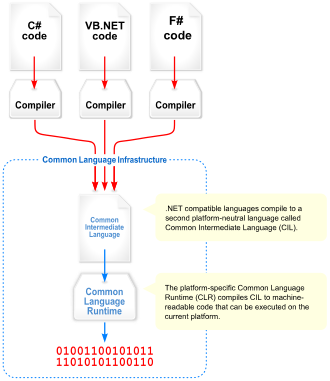 C#
code
VB.NET
code
F#
code
Compiler
Compiler
Compiler
Common Language Infrastructure
Common
Intermediate
Language
.NET compatible languages compile to a
second platform-neutral language called
Common Intermediate Language (CIL).
Common
Language
Runtime
The platform-specific Common Language
Runtime (CLR) compiles CIL to machine-
readable code that can be executed on the
current platform.
01001100101011
11010101100110